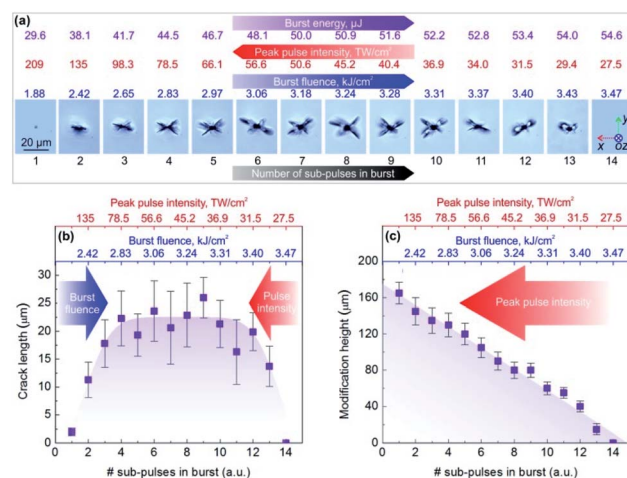 (a)
Burst energy, μJ
29.6 38.1 41.7 44.5 46.7 48.1 50.0 50.9 51.6 52.2 52.8 53.4 54.0 54.6
Peak pulse intensity, TW/cm²
209 135 98.3 78.5 66.1 56.6 50.6 45.2 40.4 36.9 34.0 31.5 29.4 27.5
Burst fluence, kJ/cm²
1.88 2.42 2.65 2.83 2.97 3.06 3.18 3.24 3.28 3.31 3.37 3.40 3.43 3.47
20 μm
y
x oz
1 2 3 4 5 6 7 8 9 10 11 12 13 14
Number of sub-pulses in burst
Peak pulse intensity, TW/cm²
135 78.5 56.6 45.2 36.9 31.5 27.5
Burst fluence, kJ/cm²
2.42 2.83 3.06 3.24 3.31 3.40 3.47
(b)
Burst fluence
Pulse intensity
Crack length (μm)
35
30
25
20
15
10
5
0
0 2 4 6 8 10 12 14
# sub-pulses in burst (a.u.)
Peak pulse intensity, TW/cm²
135 78.5 56.6 45.2 36.9 31.5 27.5
Burst fluence, kJ/cm²
2.42 2.83 3.06 3.24 3.31 3.40 3.47
(c)
Peak pulse intensity
Modification height (μm)
200
160
120
80
40
0
0 2 4 6 8 10 12 14
# sub-pulses in burst (a.u.)